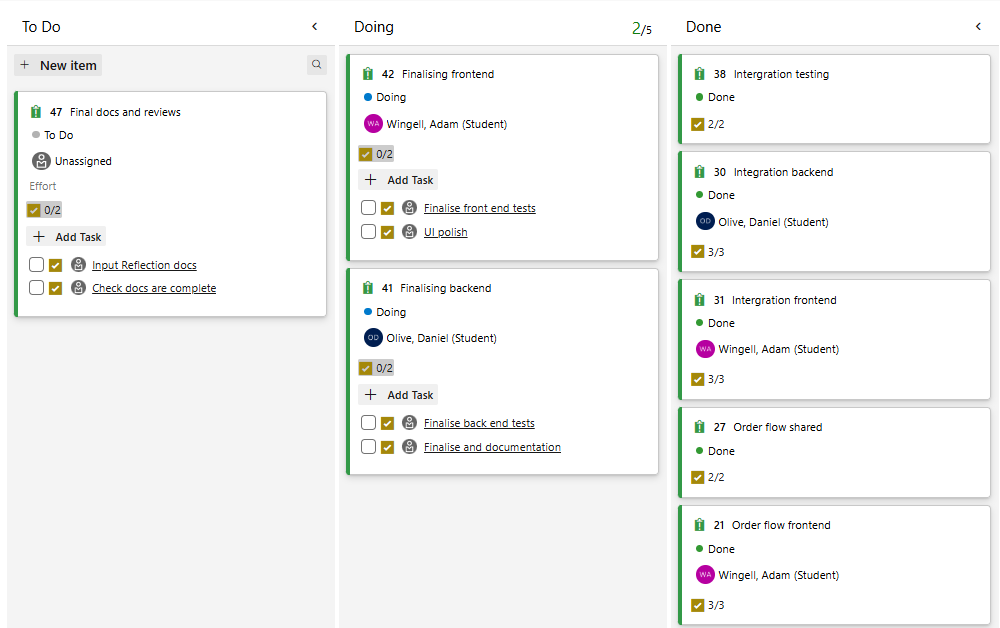 To Do
New item
47 Final docs and reviews
To Do
Unassigned
Effort
0/2
Add Task
Input Reflection docs
Check docs are complete
Doing 2/5
42 Finalising frontend
Doing
WA Wingell, Adam (Student)
0/2
Add Task
Finalise front end tests
UI polish
41 Finalising backend
Doing
OD Olive, Daniel (Student)
0/2
Add Task
Finalise back end tests
Finalise and documentation
Done
38 Intergration testing
Done
2/2
30 Integration backend
Done
OD Olive, Daniel (Student)
3/3
31 Intergration frontend
Done
WA Wingell, Adam (Student)
3/3
27 Order flow shared
Done
2/2
21 Order flow frontend
Done
WA Wingell, Adam (Student)
3/3